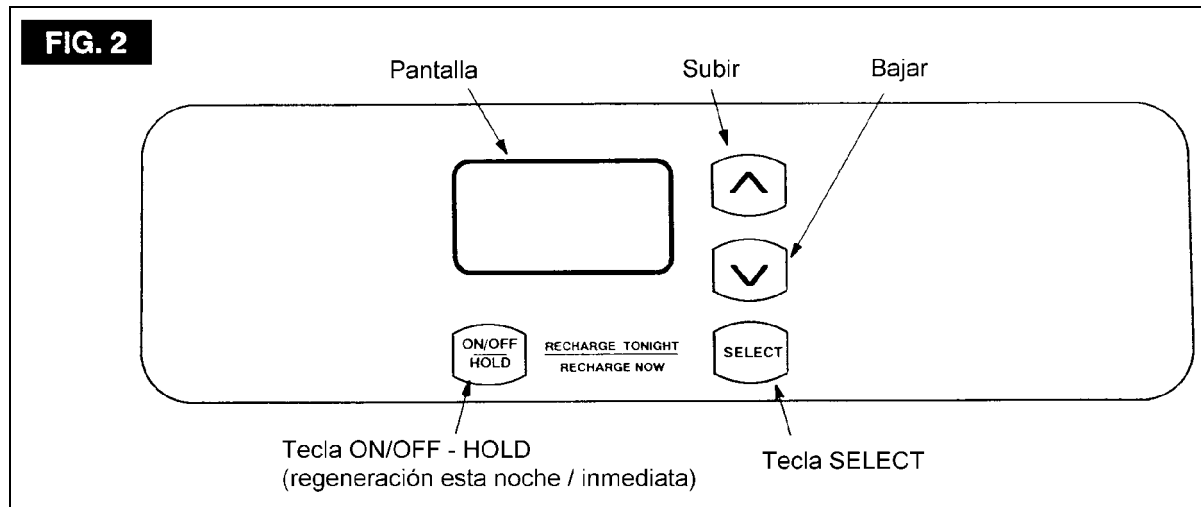 FIG. 2
Pantalla
Subir
Bajar
ON/OFF
HOLD
RECHARGE TONIGHT
RECHARGE NOW
SELECT
Tecla ON/OFF - HOLD
(regeneración esta noche / inmediata)
Tecla SELECT